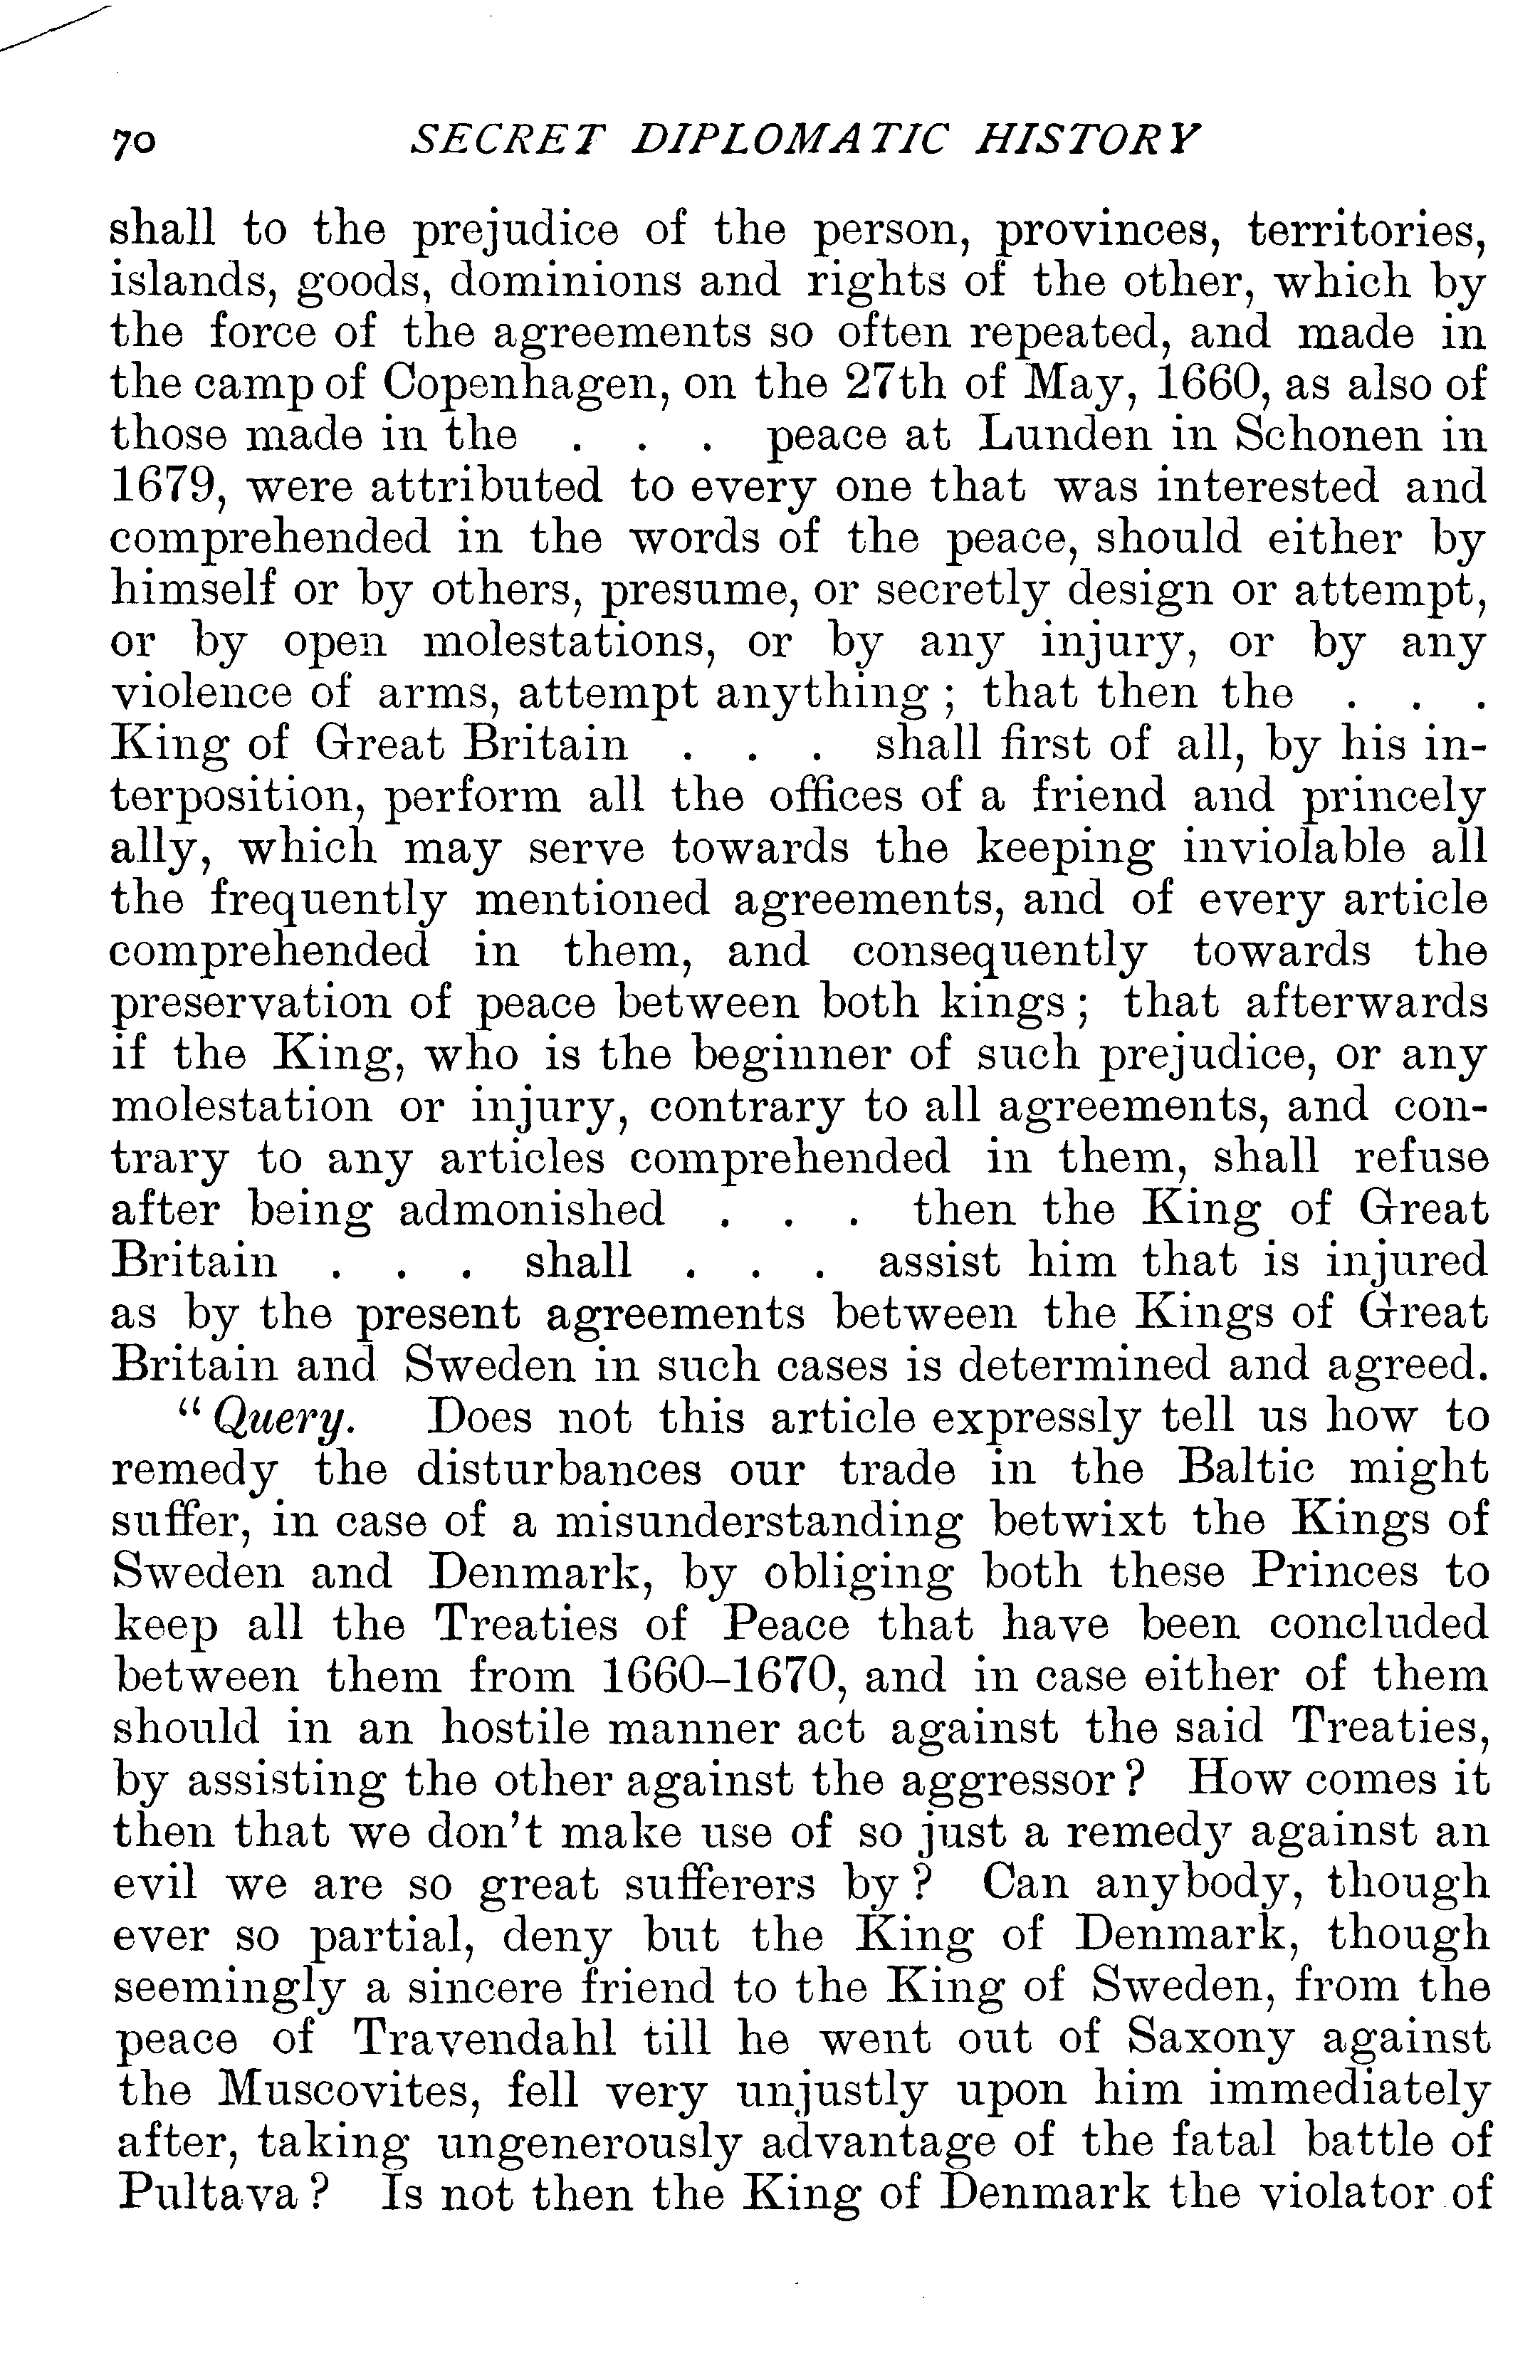 70 SECRET DIPLOMATIC HISTORY
shall to the prejudice of the person, provinces, territories,
islands, goods, dominions and rights of the other, which by
the force of the agreements so often repeated, and made in
the camp of Copenhagen, on the 27th of May, 1660, as also of
those made in the . . . peace at Lunden in Schonen in
1679, were attributed to every one that was interested and
comprehended in the words of the peace, should either by
himself or by others, presume, or secretly design or attempt,
or by open molestations, or by any injury, or by any
violence of arms, attempt anything ; that then the . . .
King of Great Britain . . . shall first of all, by his in-
terposition, perform all the offices of a friend and princely
ally, which may serve towards the keeping inviolable all
the frequently mentioned agreements, and of every article
comprehended in them, and consequently towards the
preservation of peace between both kings ; that afterwards
if the King, who is the beginner of such prejudice, or any
molestation or injury, contrary to all agreements, and con-
trary to any articles comprehended in them, shall refuse
after being admonished . . . then the King of Great
Britain . . . shall . . . assist him that is injured
as by the present agreements between the Kings of Great
Britain and Sweden in such cases is determined and agreed.
"Query. Does not this article expressly tell us how to
remedy the disturbances our trade in the Baltic might
suffer, in case of a misunderstanding betwixt the Kings of
Sweden and Denmark, by obliging both these Princes to
keep all the Treaties of Peace that have been concluded
between them from 1660–1670, and in case either of them
should in an hostile manner act against the said Treaties,
by assisting the other against the aggressor ? How comes it
then that we don't make use of so just a remedy against an
evil we are so great sufferers by ? Can anybody, though
ever so partial, deny but the King of Denmark, though
seemingly a sincere friend to the King of Sweden, from the
peace of Travendahl till he went out of Saxony against
the Muscovites, fell very unjustly upon him immediately
after, taking ungenerously advantage of the fatal battle of
Pultava ? Is not then the King of Denmark the violator of